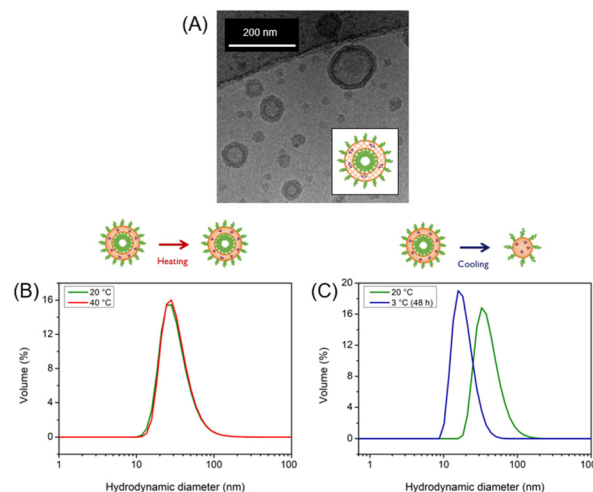 (A)
200 nm
Heating
Cooling
(B)
20 °C
40 °C
16
12
8
4
0
Volume (%)
1
10
100
100
Hydrodynamic diameter (nm)
(C)
20 °C
3 °C (48 h)
20
16
12
8
4
0
Volume (%)
1
10
100
1000
Hydrodynamic diameter (nm)